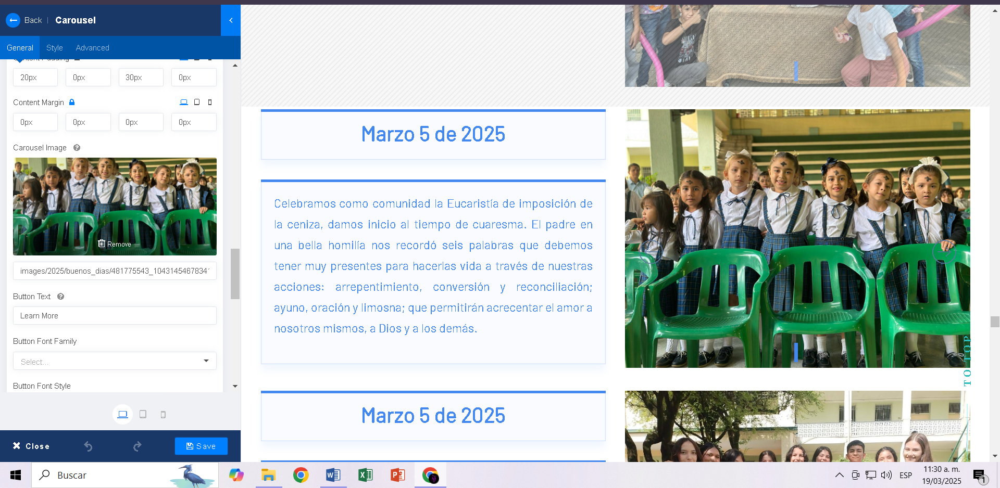 Back | Carousel
General Style Advanced
Content Padding
20px 0px 30px 0px
Content Margin
0px 0px 0px 0px
Carousel Image
Remove
images/2025/buenos_dias/481775543_10431454678341
Button Text
Learn More
Button Font Family
Select...
Button Font Style
Close
Save
Marzo 5 de 2025
Celebramos como comunidad la Eucaristía de imposición de
la ceniza, damos inicio al tiempo de cuaresma. El padre en
una bella homilía nos recordó seis palabras que debemos
tener muy presentes para hacerlas vida a través de nuestras
acciones: arrepentimiento, conversión y reconciliación;
ayuno, oración y limosna; que permitirán acrecentar el amor a
nosotros mismos, a Dios y a los demás.
Marzo 5 de 2025
TO TOP
Buscar
ESP
11:30 a. m.
19/03/2025
1